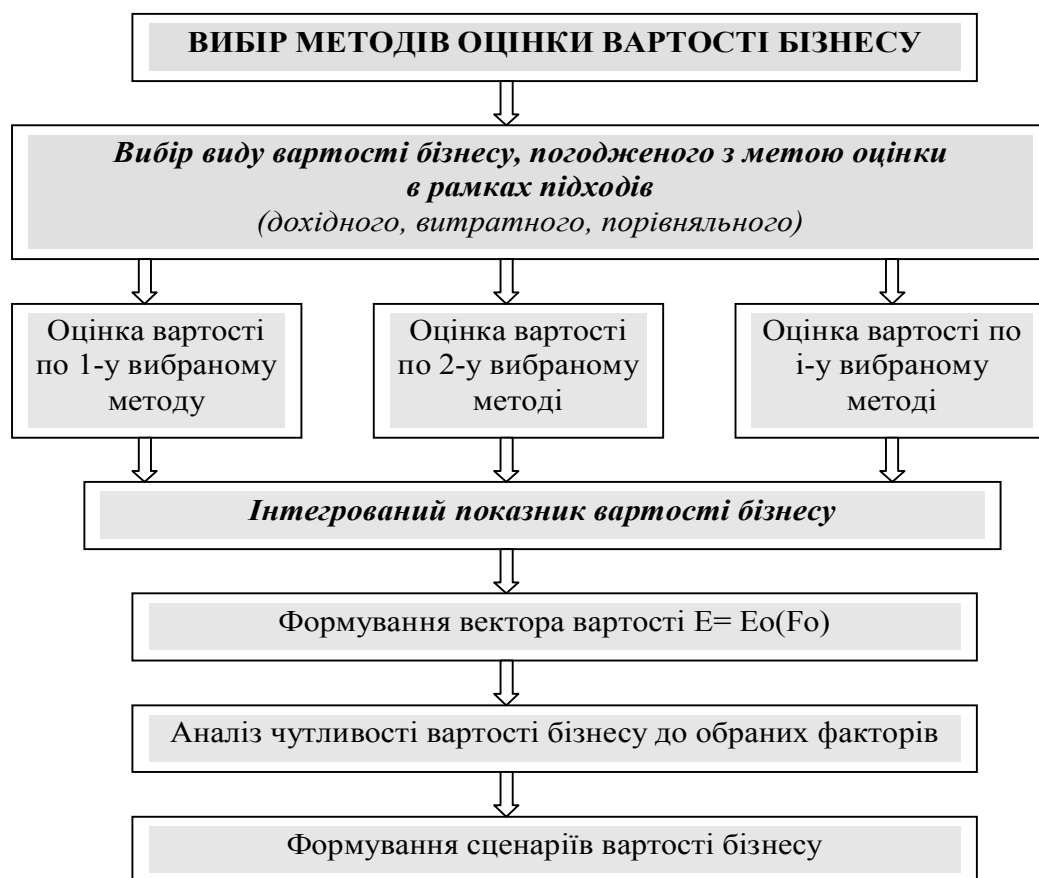 ВИБІР МЕТОДІВ ОЦІНКИ ВАРТОСТІ БІЗНЕСУ
Вибір виду вартості бізнесу, погодженого з метою оцінки
в рамках підходів
(дохідного, витратного, порівняльного)
Оцінка вартості
по 1-у вибраному
методу
Оцінка вартості
по 2-у вибраному
методі
Оцінка вартості по
і-у вибраному
методі
Інтегрований показник вартості бізнесу
Формування вектора вартості Е= Ео(Fо)
Аналіз чутливості вартості бізнесу до обраних факторів
Формування сценаріїв вартості бізнесу